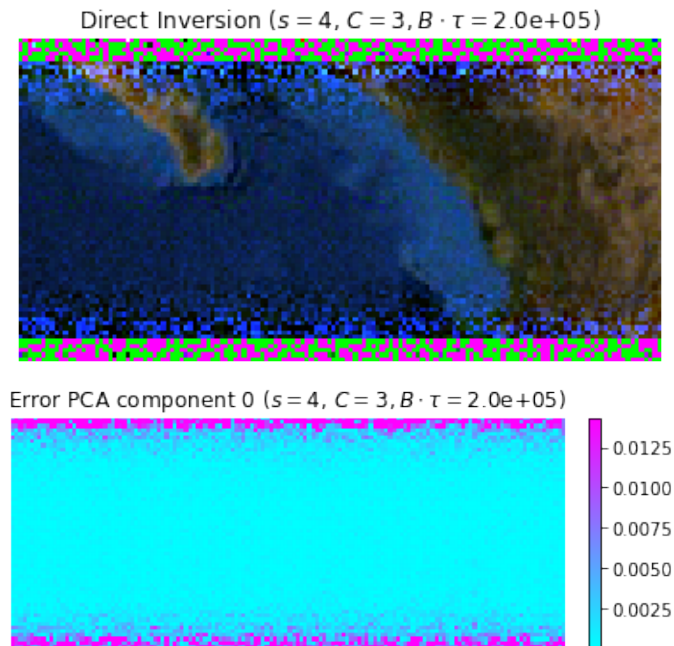 Direct Inversion (s = 4, C = 3, B · τ = 2.0e+05)
Error PCA component 0 (s = 4, C = 3, B · τ = 2.0e+05)
0.0125
0.0100
0.0075
0.0050
0.0025